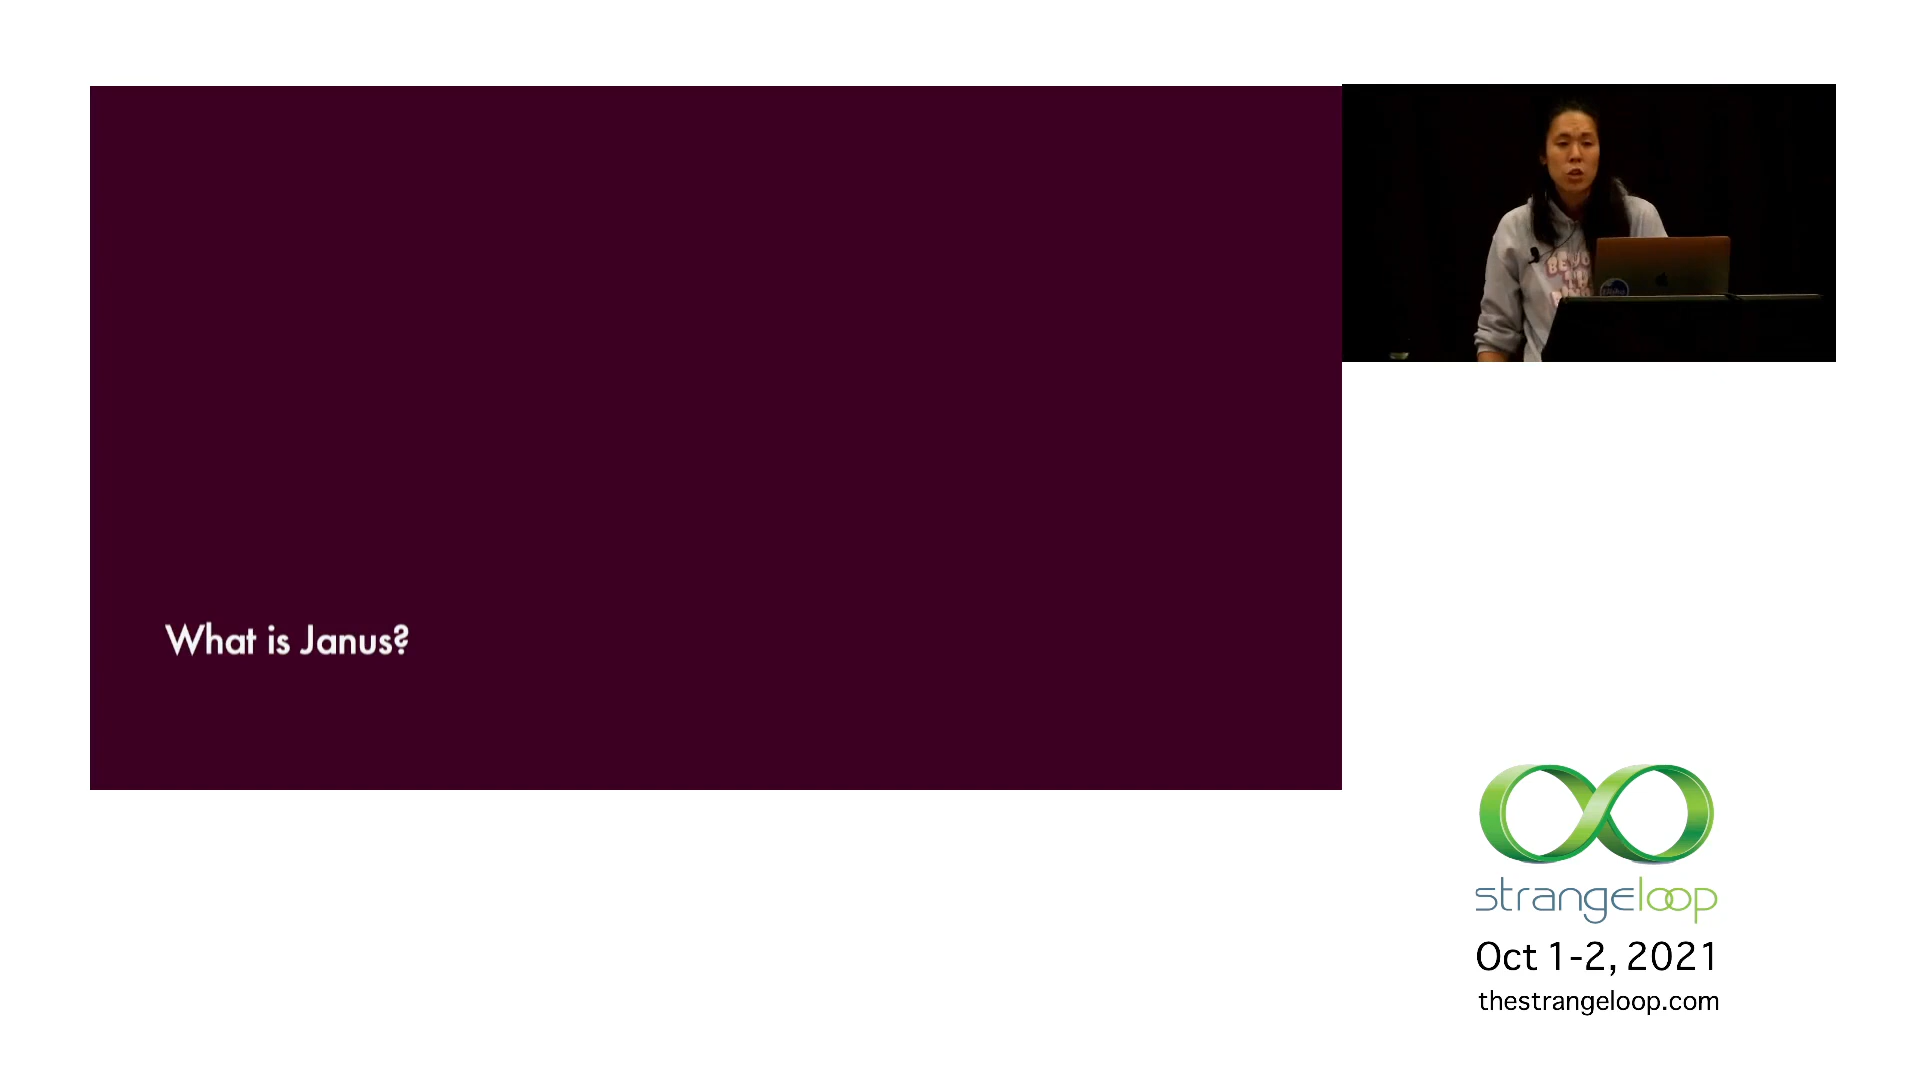 What is Janus?
strangeloop
Oct 1-2, 2021
thestrangeloop.com